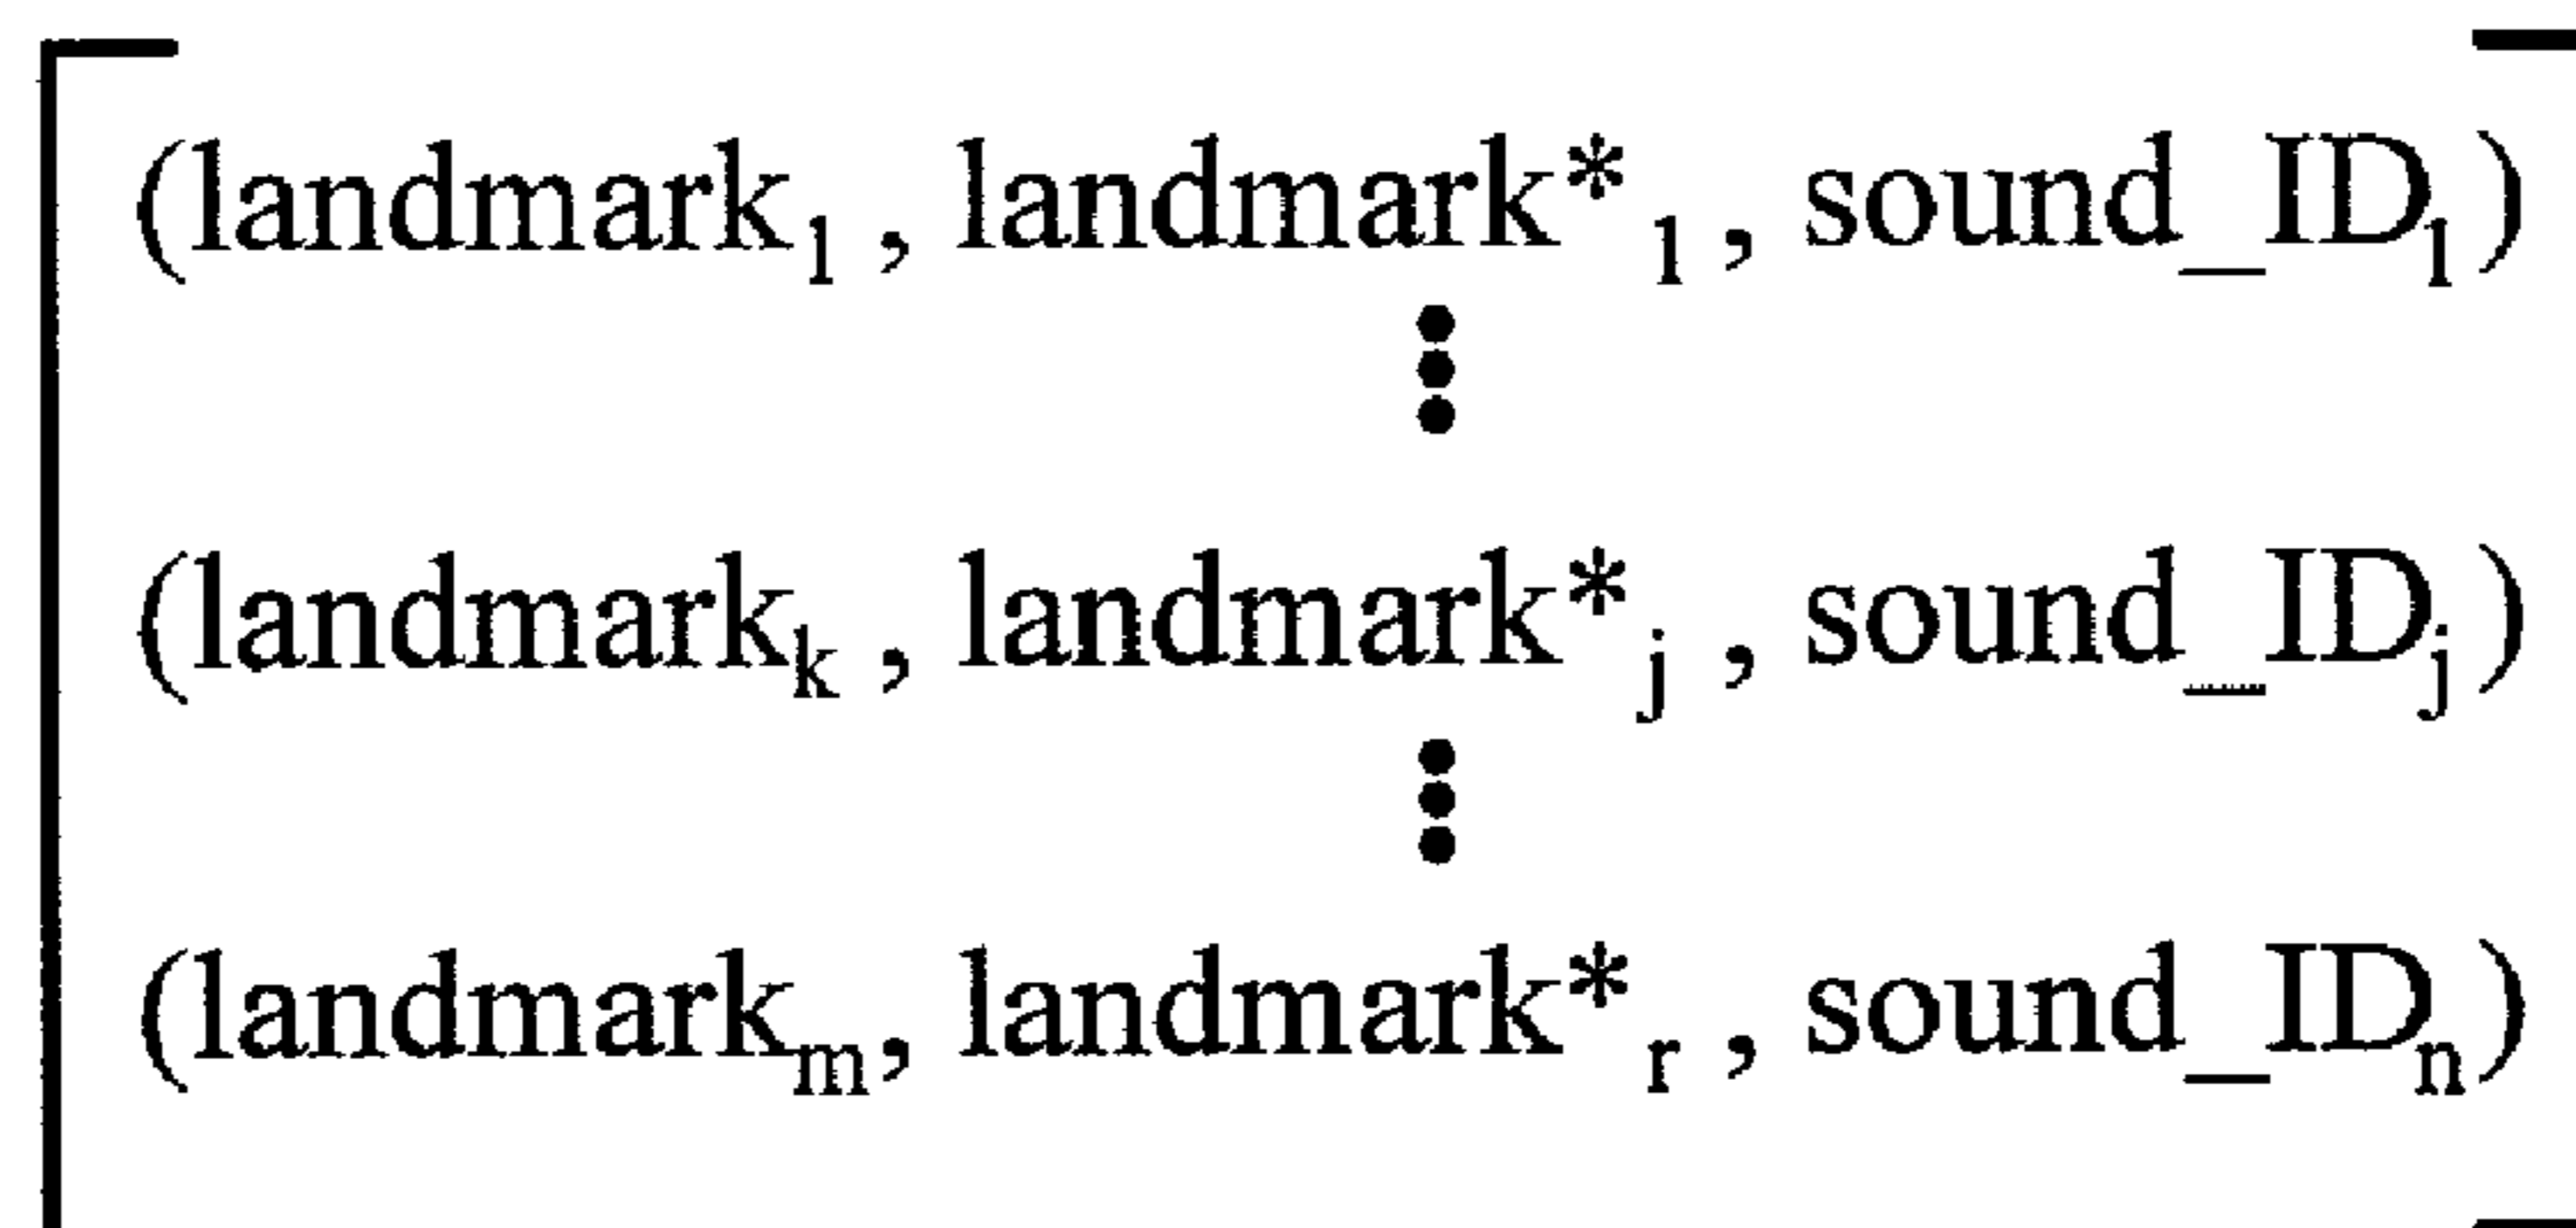 (landmark₁ , landmark*₁ , sound_ID₁)
⋮
(landmarkₖ , landmark*ⱼ , sound_IDⱼ)
⋮
(landmarkₘ, landmark*ᵣ , sound_IDₙ)